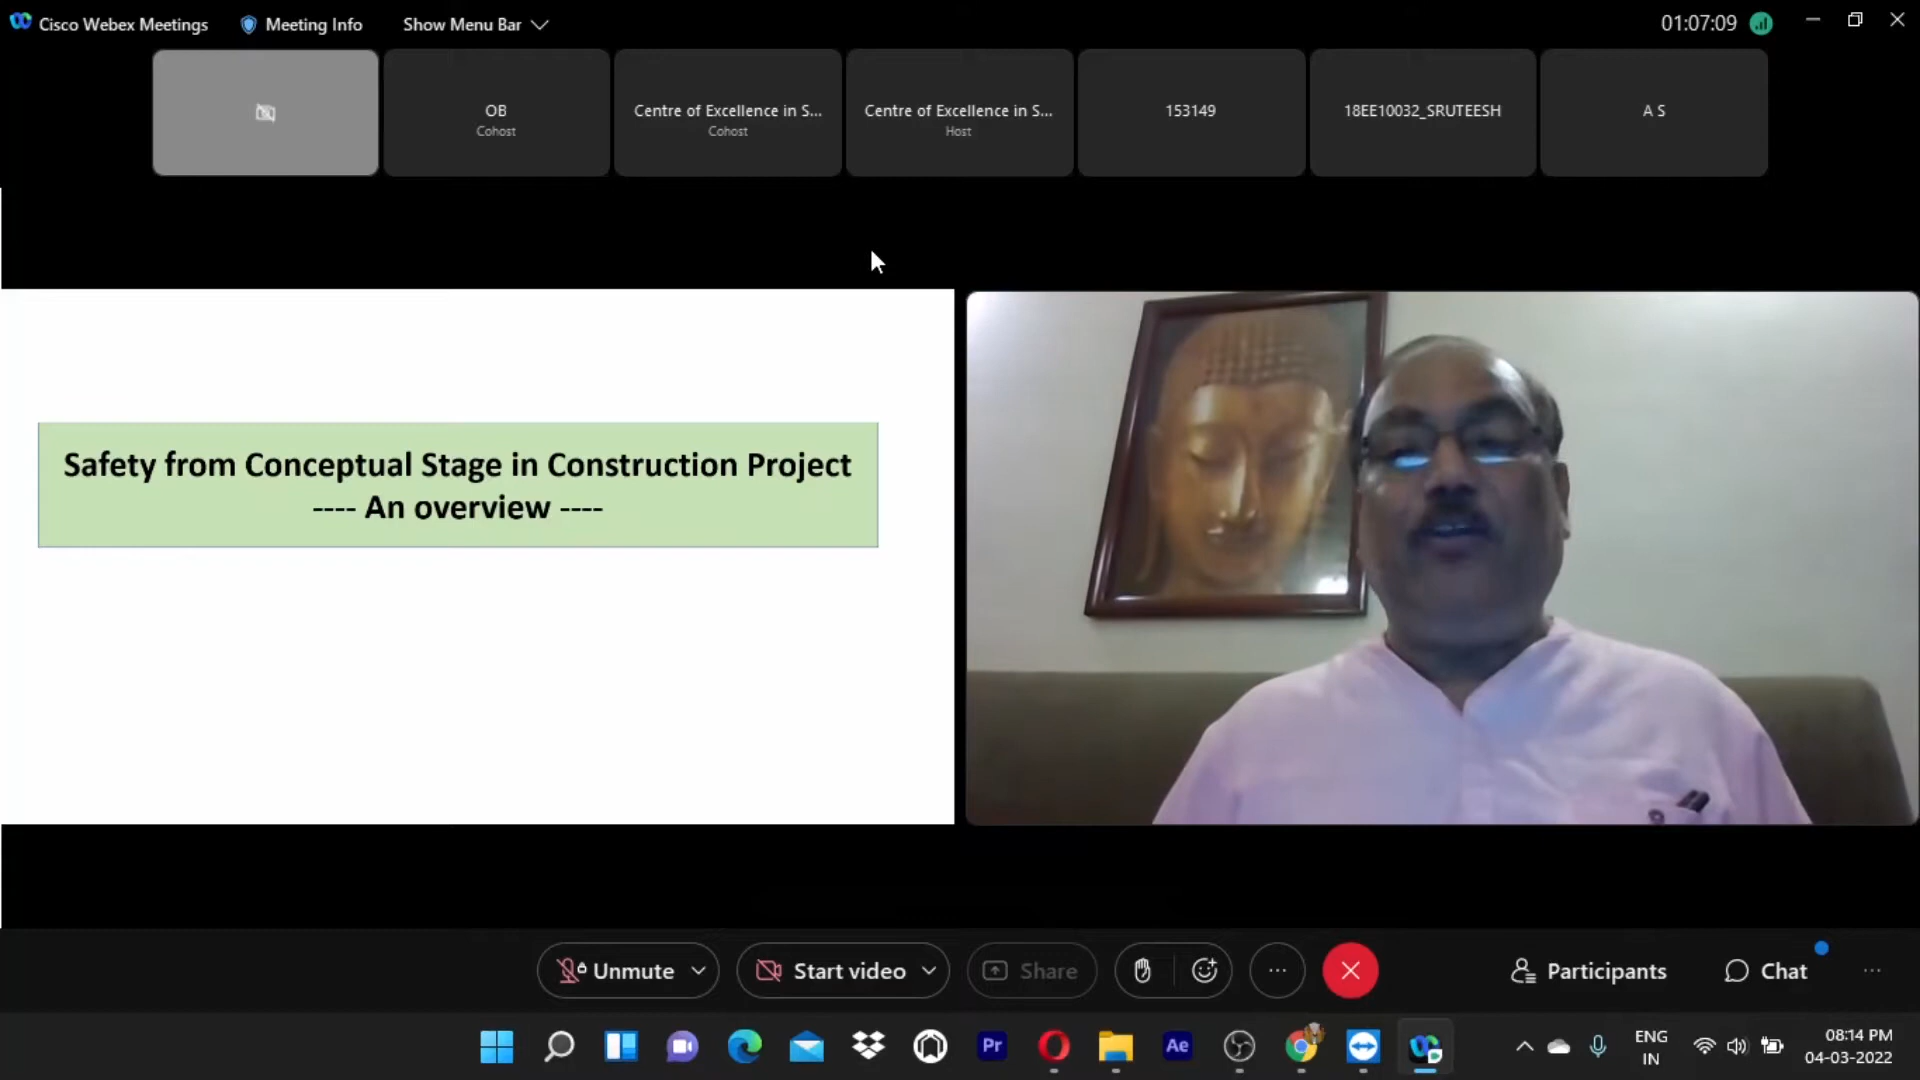 Cisco Webex Meetings
Meeting Info
Show Menu Bar
01:07:09
OB
Cohost
Centre of Excellence in S...
Cohost
Centre of Excellence in S...
Host
153149
18EE10032_SRUTEESH
A S
Safety from Conceptual Stage in Construction Project
---- An overview ----
Unmute
Start video
Share
Participants
Chat
Pr
Ae
ENG
IN
08:14 PM
04-03-2022